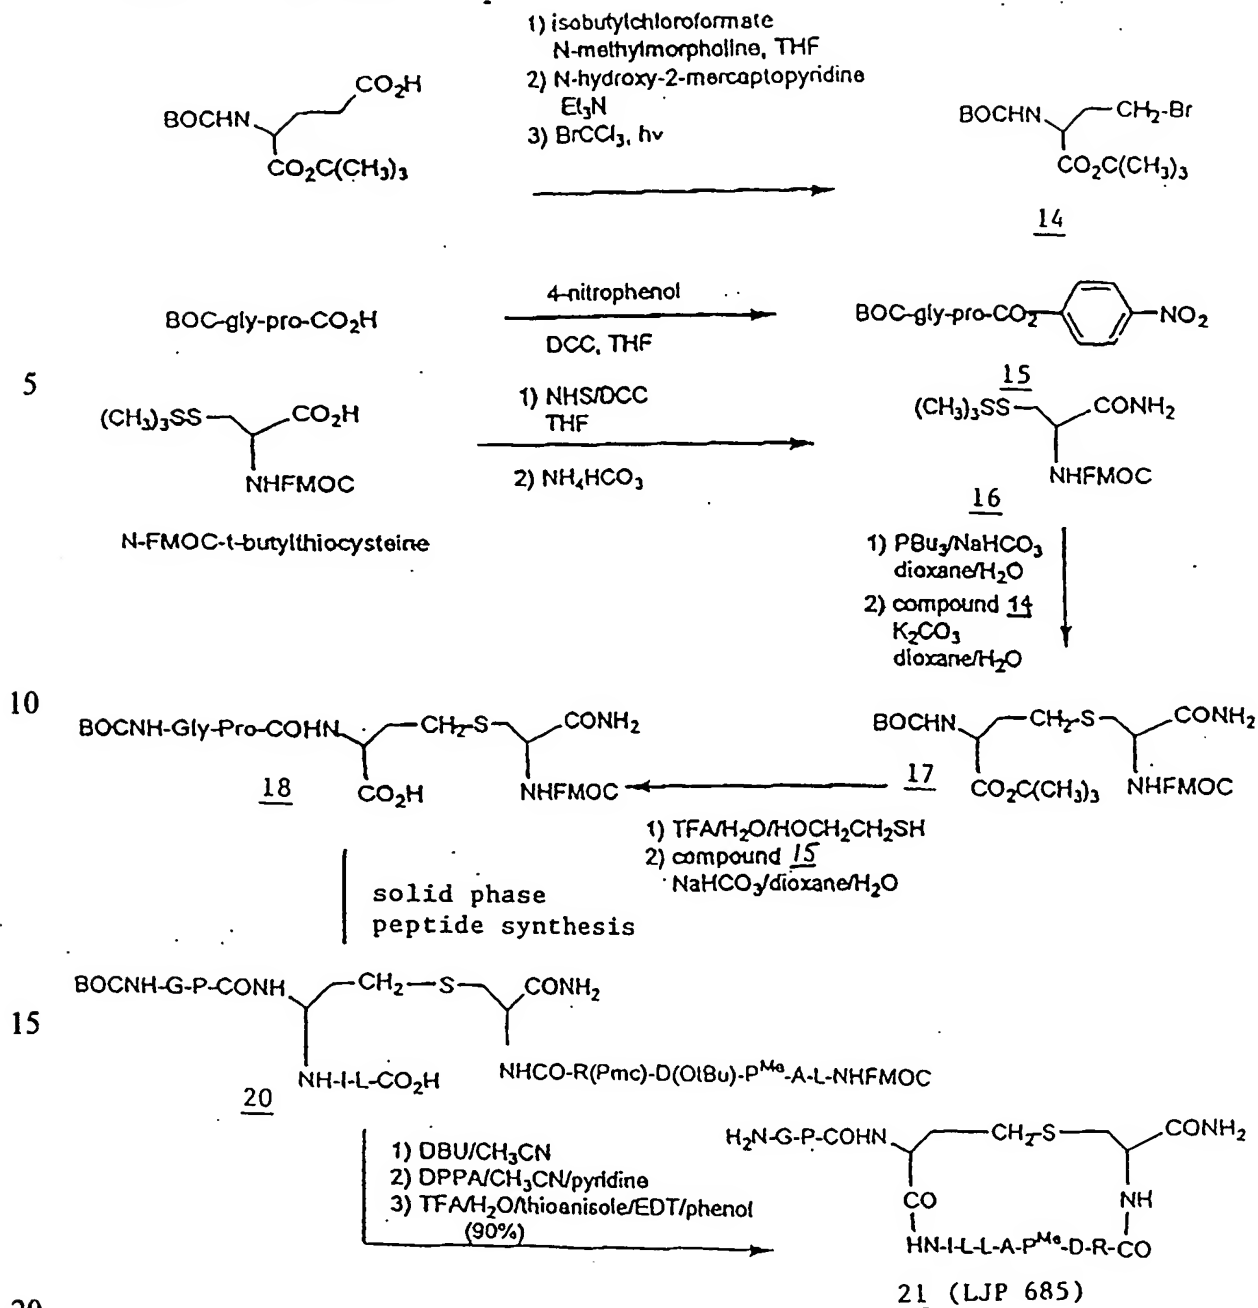 1) isobutylchloroformate
N-methylmorpholine, THF
2) N-hydroxy-2-mercaptopyridine
Et₃N
3) BrCCl₃, hν
CO₂H
BOCHN
CO₂C(CH₃)₃
BOCHN
CH₂-Br
CO₂C(CH₃)₃
14
BOC-gly-pro-CO₂H
4-nitrophenol
DCC, THF
BOC-gly-pro-CO₂
NO₂
15
5
(CH₃)₃SS
CO₂H
NHFMOC
N-FMOC-t-butylthiocysteine
1) NHS/DCC
THF
2) NH₄HCO₃
(CH₃)₃SS
CONH₂
NHFMOC
16
1) PBu₃/NaHCO₃
dioxane/H₂O
2) compound 14
K₂CO₃
dioxane/H₂O
10
BOCNH-Gly-Pro-COHN
CH₂-S
CONH₂
CO₂H
NHFMOC
18
BOCHN
CH₂-S
CONH₂
CO₂C(CH₃)₃
NHFMOC
17
1) TFA/H₂O/HOCH₂CH₂SH
2) compound 15
NaHCO₃/dioxane/H₂O
solid phase
peptide synthesis
BOCNH-G-P-CONH
CH₂-S
CONH₂
15
NH-I-L-CO₂H
NHCO-R(Pmc)-D(OtBu)-Pᴹᵉ-A-L-NHFMOC
20
1) DBU/CH₃CN
2) DPPA/CH₃CN/pyridine
3) TFA/H₂O/thioanisole/EDT/phenol
(90%)
H₂N-G-P-COHN
CH₂-S
CONH₂
CO
NH
HN-I-L-L-A-Pᴹᵉ-D-R-CO
21 (LJP 685)
20